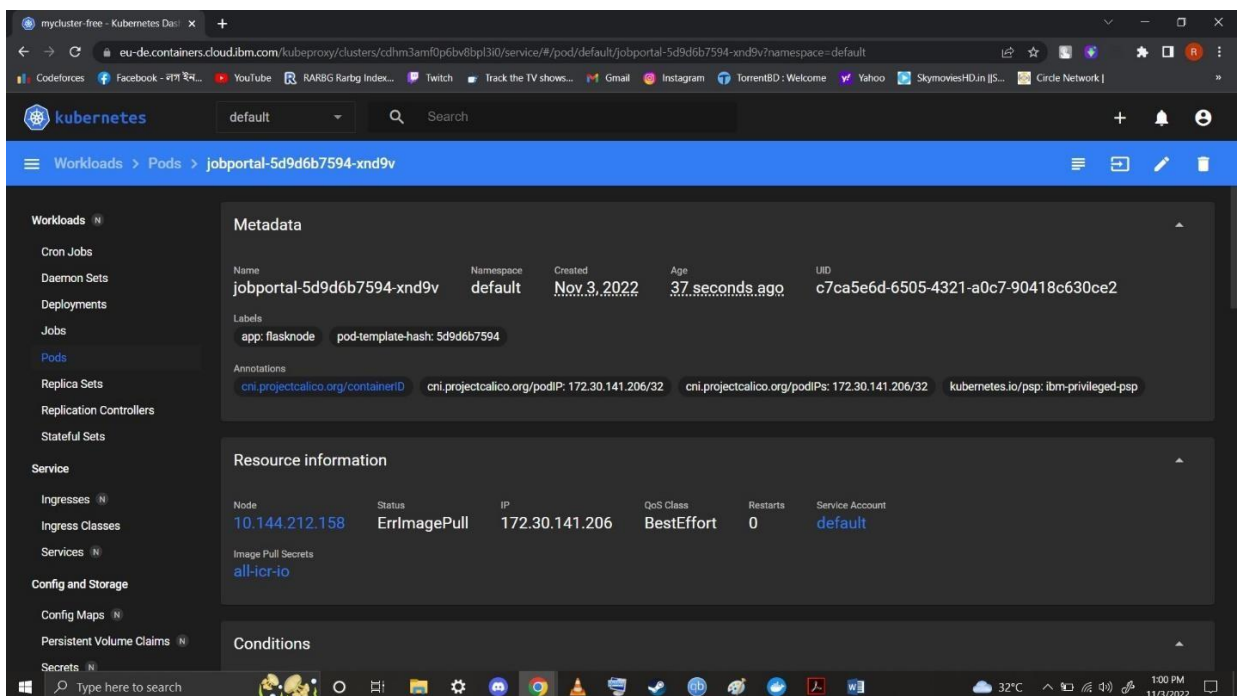 mycluster-free - Kubernetes Das
eu-de.containers.cloud.ibm.com/kubeproxy/clusters/cdhm3amf0p6bv8bpl3i0/service/#/pod/default/jobportal-5d9d6b7594-xnd9v?namespace=default
R
Codeforces Facebook - লগ ইন... YouTube RARBG Rarbg Index... Twitch Track the TV shows... Gmail Instagram TorrentBD : Welcome Yahoo SkymoviesHD.in ||S... Circle Network | »
kubernetes default Search
Workloads > Pods > jobportal-5d9d6b7594-xnd9v
Workloads N
Cron Jobs
Daemon Sets
Deployments
Jobs
Pods
Replica Sets
Replication Controllers
Stateful Sets
Service
Ingresses N
Ingress Classes
Services N
Config and Storage
Config Maps N
Persistent Volume Claims N
Secrets N
Metadata
Name Namespace Created Age UID
jobportal-5d9d6b7594-xnd9v default Nov 3, 2022 37 seconds ago c7ca5e6d-6505-4321-a0c7-90418c630ce2
Labels
app: flasknode pod-template-hash: 5d9d6b7594
Annotations
cni.projectcalico.org/containerID cni.projectcalico.org/podIP: 172.30.141.206/32 cni.projectcalico.org/podIPs: 172.30.141.206/32 kubernetes.io/psp: ibm-privileged-psp
Resource information
Node Status IP QoS Class Restarts Service Account
10.144.212.158 ErrImagePull 172.30.141.206 BestEffort 0 default
Image Pull Secrets
all-icr-io
Conditions
Type here to search
qb
W
32°C
1:00 PM
11/3/2022